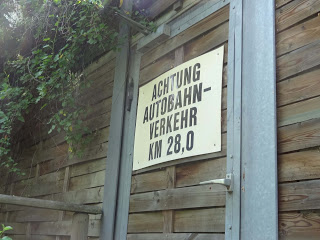 ACHTUNG
AUTOBAHN-
VERKEHR
KM 28,0